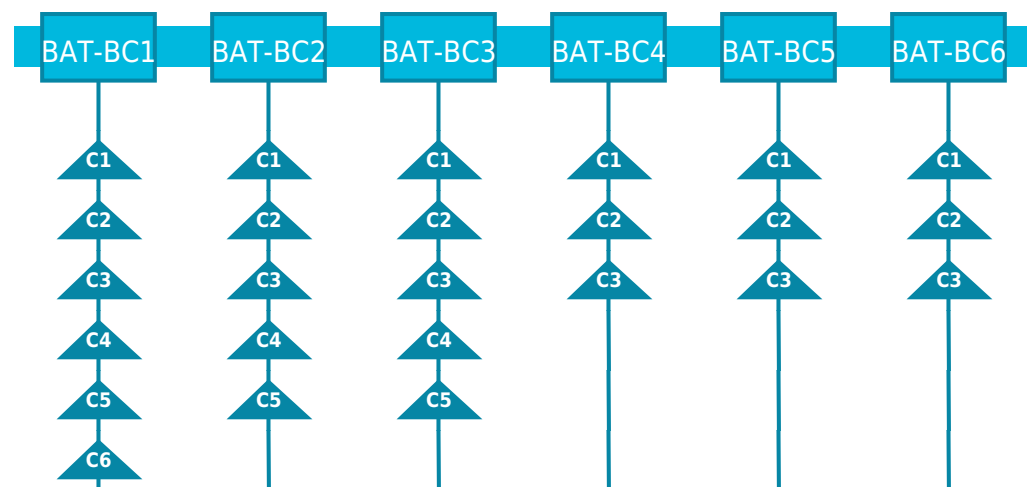 BAT-BC1 BAT-BC2 BAT-BC3 BAT-BC4 BAT-BC5 BAT-BC6
C1 C1 C1 C1 C1 C1
C2 C2 C2 C2 C2 C2
C3 C3 C3 C3 C3 C3
C4 C4 C4
C5 C5 C5
C6